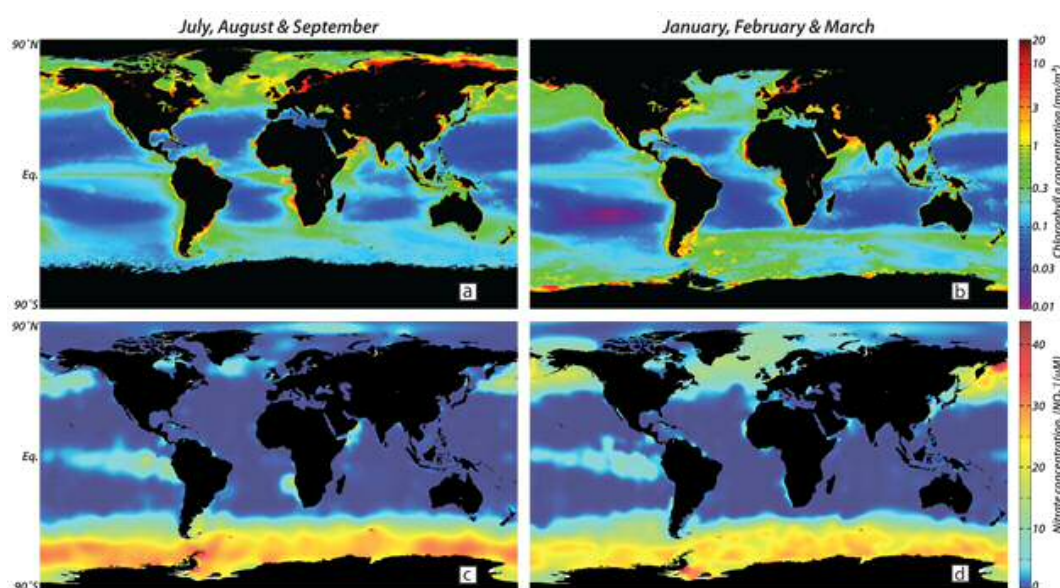 July, August & September
January, February & March
90°N
Eq.
90°S
a
b
20
10
3
1
0.3
0.1
0.03
0.01
Chlorofil a concentration (mg/m³)
90°N
Eq.
90°S
c
d
40
30
20
10
0
Nitrate concentration, [NO₃⁻] (µM)